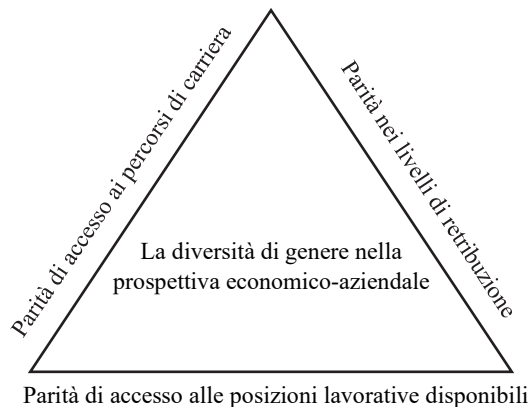 Parità di accesso ai percorsi di carriera
Parità nei livelli di retribuzione
La diversità di genere nella
prospettiva economico-aziendale
Parità di accesso alle posizioni lavorative disponibili